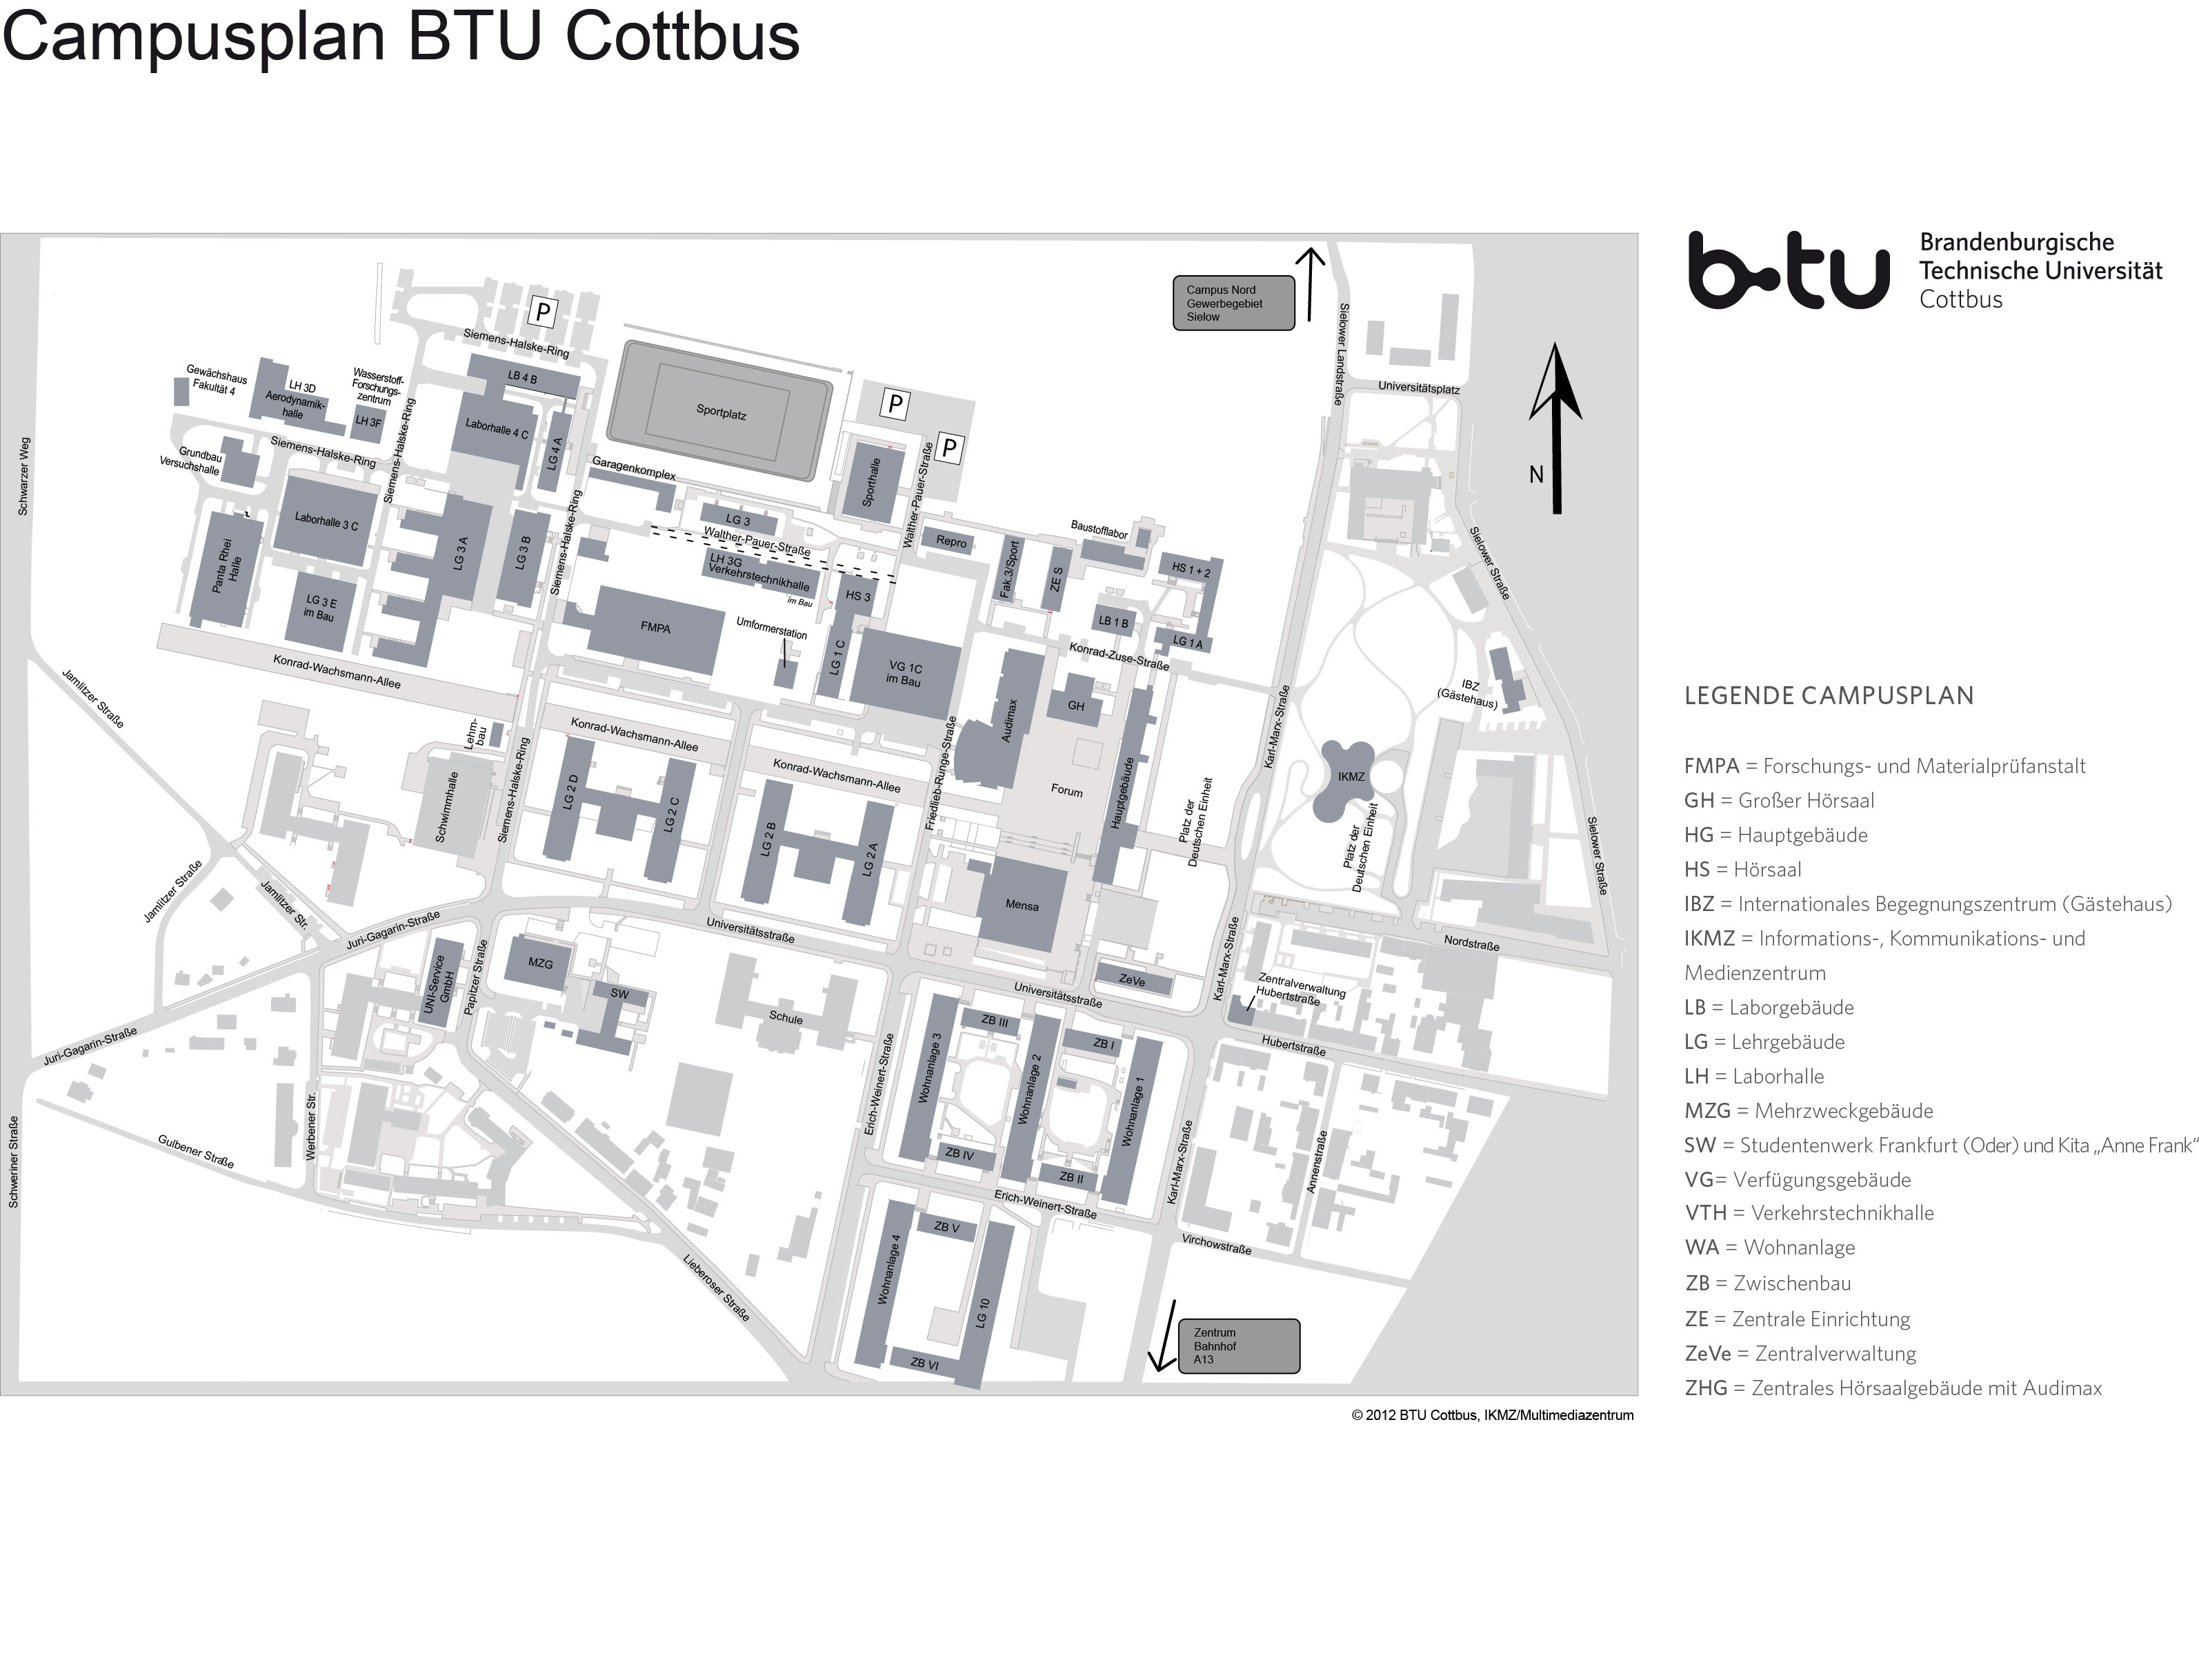 Campusplan BTU Cottbus
Campus Nord
Gewerbegebiet
Sielow
b-tu
Brandenburgische
Technische Universität
Cottbus
P
Siemens-Halske-Ring
Sielower Landstraße
Universitätsplatz
N
Gewächshaus
Fakultät 4
LH 3D
Aerodynamik-
halle
Wasserstoff-
Forschungs-
zentrum
LH 3F
LB 4 B
Laborhalle 4 C
LG 4 A
Sportplatz
P
P
Siemens-Halske-Ring
Siemens-Halske-Ring
Schwarzer Weg
Grundbau
Versuchshalle
Garagenkomplex
Sporthalle
Walther-Pauer-Straße
Laborhalle 3 C
LG 3 A
LG 3 B
Siemens-Halske-Ring
LG 3
Walther-Pauer-Straße
Repro
Baustofflabor
Sielower Straße
Panta Rhei
Halle
LG 3 E
im Bau
LH 3G
Verkehrstechnikhalle
im Bau
HS 3
Fak.3/Sport
ZE S
HS 1 + 2
FMPA
Umformerstation
LG 1 C
VG 1C
im Bau
LB 1 B
LG 1 A
Konrad-Zuse-Straße
Konrad-Wachsmann-Allee
Jamlitzer Straße
Audimax
GH
Karl-Marx-Straße
IBZ
(Gästehaus)
Lehm-
bau
Konrad-Wachsmann-Allee
Konrad-Wachsmann-Allee
Friedlieb-Runge-Straße
Forum
Hauptgebäude
Platz der
Deutschen Einheit
IKMZ
Platz der
Deutschen Einheit
Schwimmhalle
Siemens-Halske-Ring
LG 2 D
LG 2 C
LG 2 B
LG 2 A
Sielower Straße
Jamlitzer Straße
Jamlitzer Str.
Juri-Gagarin-Straße
Universitätsstraße
Mensa
Karl-Marx-Straße
Nordstraße
UNI-Service
GmbH
Papitzer Straße
MZG
SW
Schule
ZeVe
Universitätsstraße
Zentralverwaltung
Hubertstraße
Juri-Gagarin-Straße
Erich-Weinert-Straße
Wohnanlage 3
ZB III
Wohnanlage 2
ZB I
Wohnanlage 1
Hubertstraße
Schweriner Straße
Gulbener Straße
Werbener Str.
ZB IV
ZB II
Karl-Marx-Straße
Annenstraße
Erich-Weinert-Straße
Virchowstraße
Lieberoser Straße
Wohnanlage 4
ZB V
LG 10
ZB VI
Zentrum
Bahnhof
A13
© 2012 BTU Cottbus, IKMZ/Multimediazentrum
LEGENDE CAMPUSPLAN
FMPA = Forschungs- und Materialprüfanstalt
GH = Großer Hörsaal
HG = Hauptgebäude
HS = Hörsaal
IBZ = Internationales Begegnungszentrum (Gästehaus)
IKMZ = Informations-, Kommunikations- und
Medienzentrum
LB = Laborgebäude
LG = Lehrgebäude
LH = Laborhalle
MZG = Mehrzweckgebäude
SW = Studentenwerk Frankfurt (Oder) und Kita „Anne Frank“
VG= Verfügungsgebäude
VTH = Verkehrstechnikhalle
WA = Wohnanlage
ZB = Zwischenbau
ZE = Zentrale Einrichtung
ZeVe = Zentralverwaltung
ZHG = Zentrales Hörsaalgebäude mit Audimax